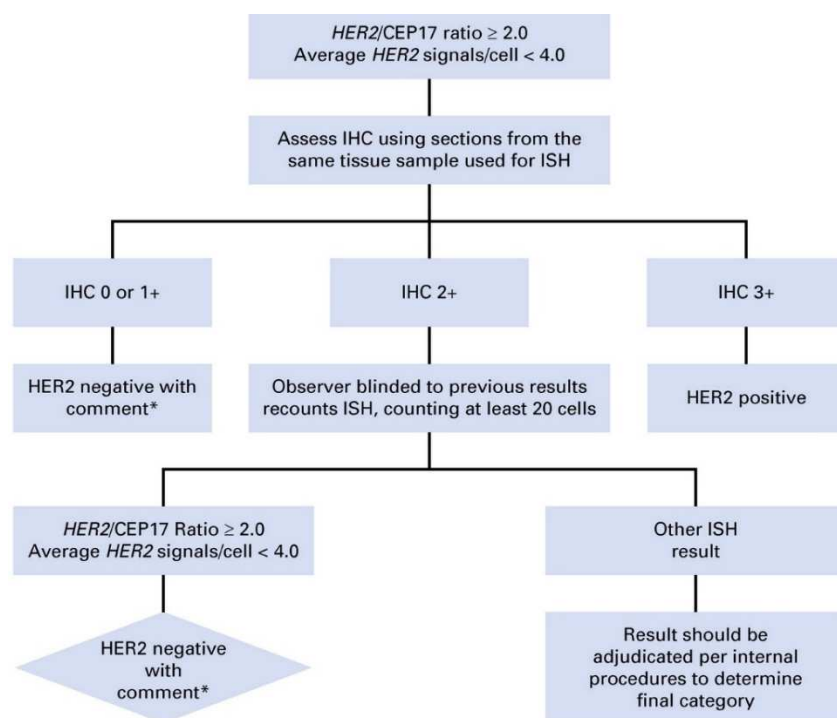 HER2/CEP17 ratio ≥ 2.0
Average HER2 signals/cell < 4.0
Assess IHC using sections from the
same tissue sample used for ISH
IHC 0 or 1+
IHC 2+
IHC 3+
HER2 negative with
comment*
Observer blinded to previous results
recounts ISH, counting at least 20 cells
HER2 positive
HER2/CEP17 Ratio ≥ 2.0
Average HER2 signals/cell < 4.0
Other ISH
result
HER2 negative
with
comment*
Result should be
adjudicated per internal
procedures to determine
final category